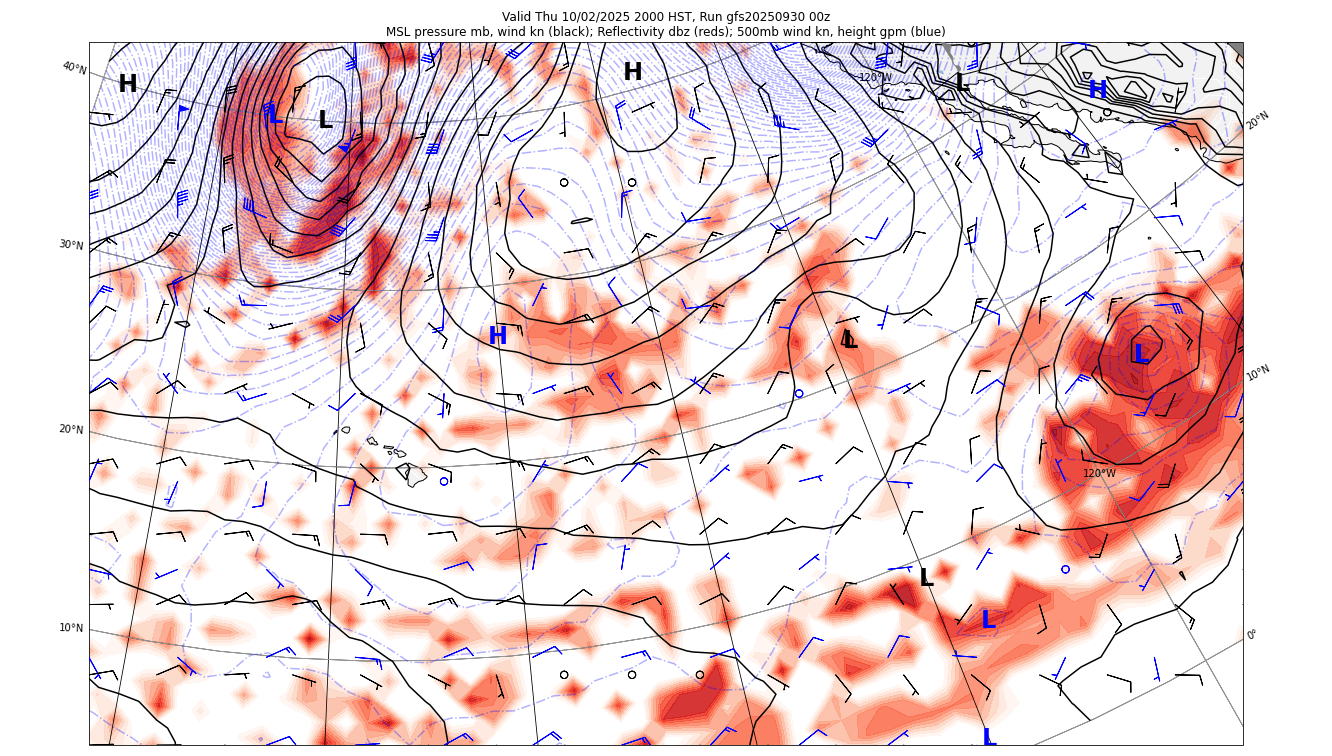 Valid Thu 10/02/2025 2000 HST, Run gfs20250930 00z
MSL pressure mb, wind kn (black); Reflectivity dbz (reds); 500mb wind kn, height gpm (blue)
40°N
H
L
L
H
120°W
L
H
20°N
30°N
H
L
L
10°N
20°N
120°W
10°N
L
L
0°
L